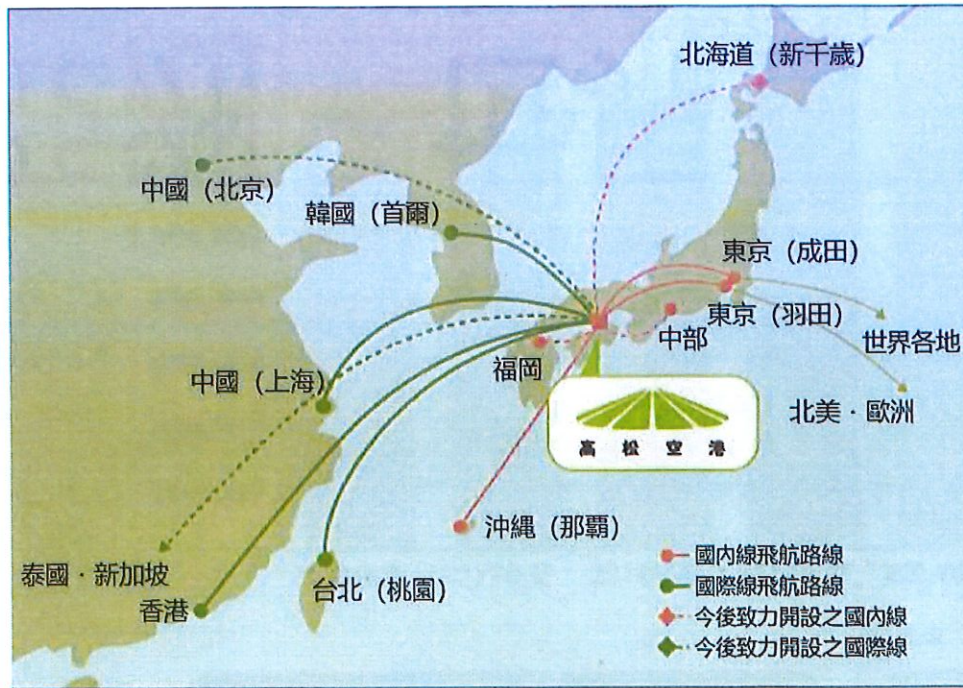 北海道（新千歳）
中國（北京）
韓國（首爾）
東京（成田）
東京（羽田）
世界各地
中部
福岡
中國（上海）
北美·歐洲
高松空港
沖縄（那覇）
泰國·新加坡
台北（桃園）
香港
國內線飛航路線
國際線飛航路線
今後致力開設之國內線
今後致力開設之國際線